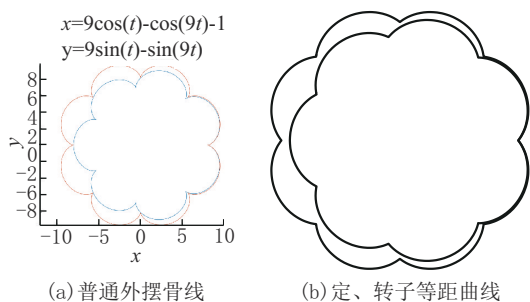 x=9cos(t)-cos(9t)-1
y=9sin(t)-sin(9t)
8
6
4
2
0
-2
-4
-6
-8
y
-10 -5 0 5 10
x
(a)普通外摆骨线
(b)定、转子等距曲线